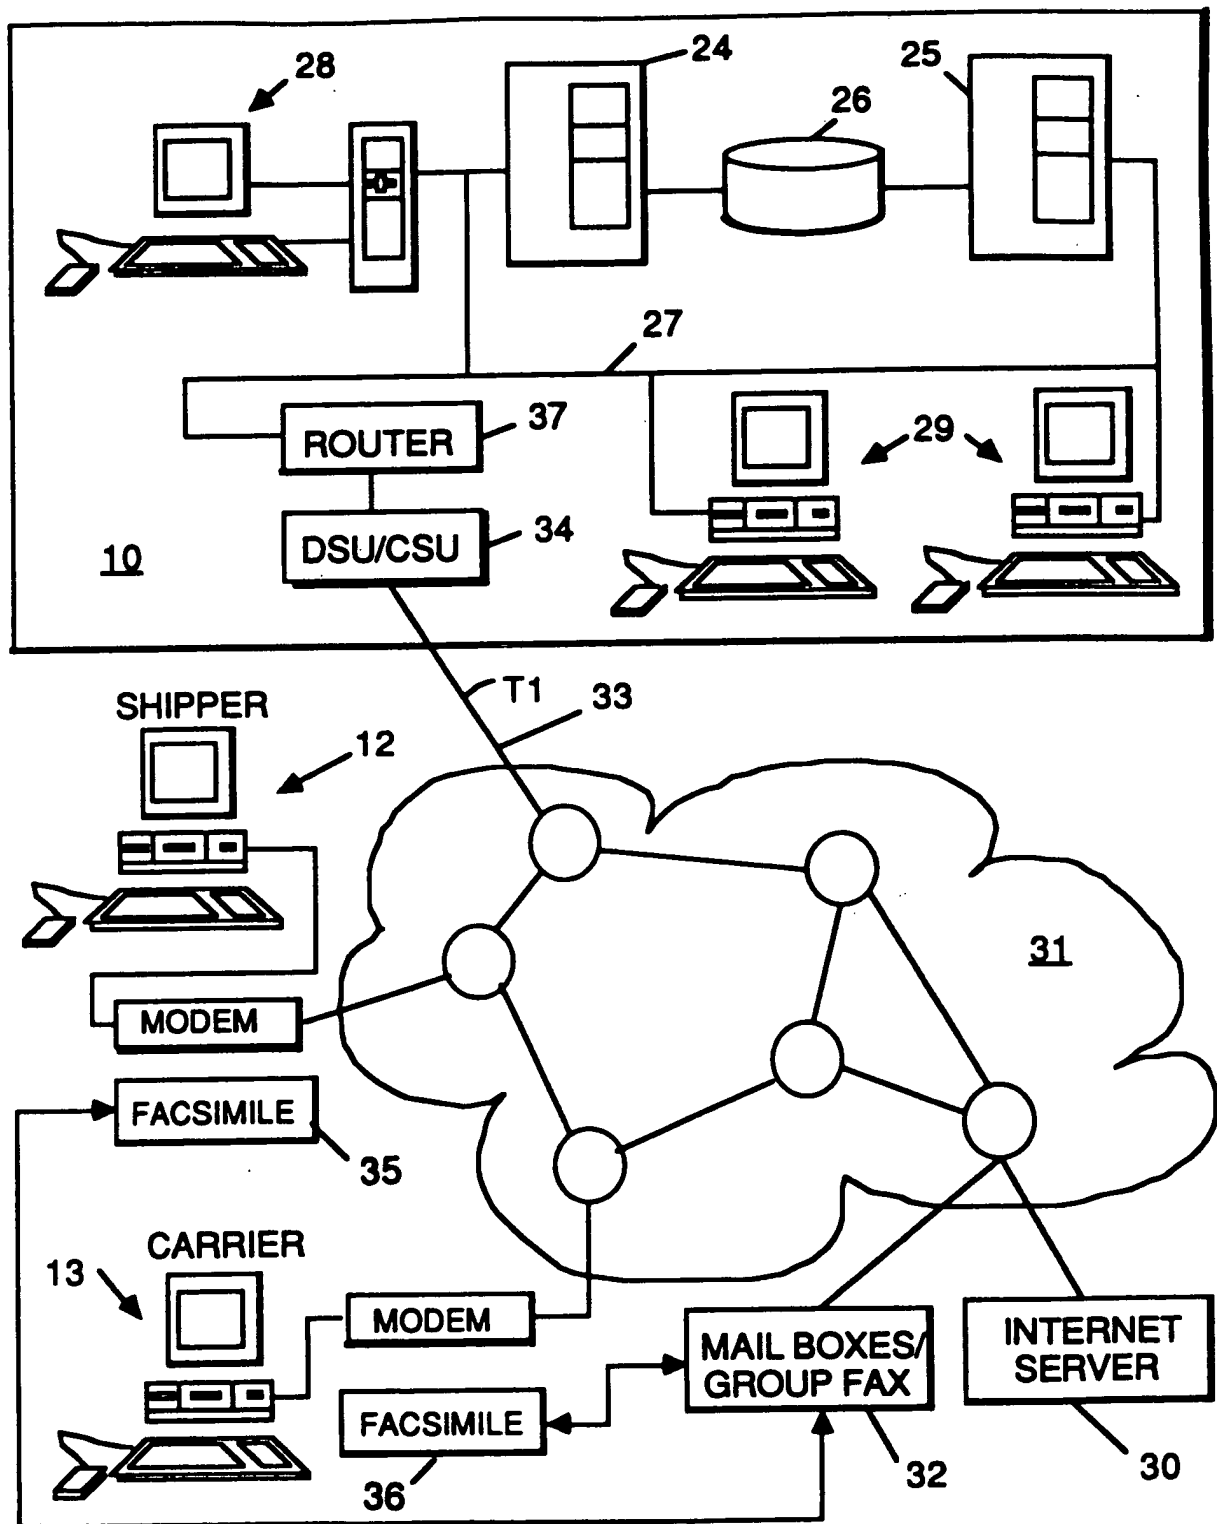 28
24
25
26
27
ROUTER
37
29
DSU/CSU
34
10
T1
33
SHIPPER
12
31
MODEM
FACSIMILE
35
CARRIER
13
MODEM
MAIL BOXES/
GROUP FAX
INTERNET
SERVER
FACSIMILE
36
32
30